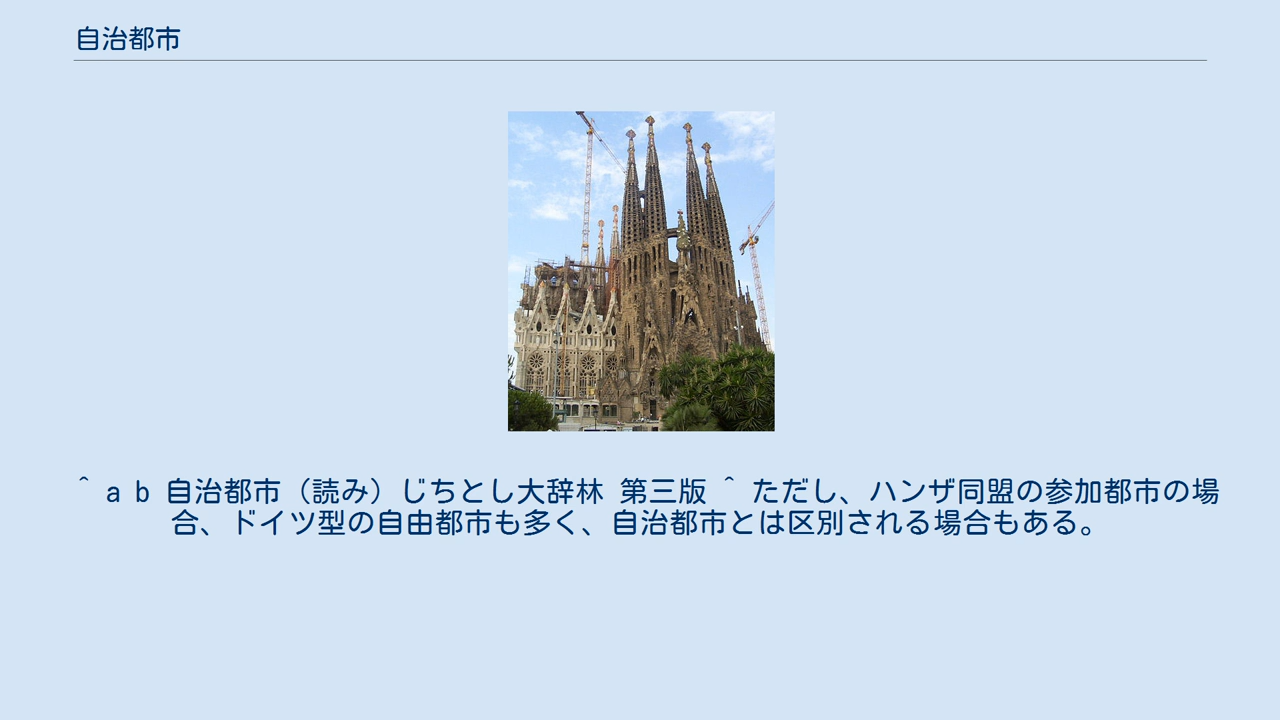 自治都市
^ a b 自治都市（読み）じちとし大辞林 第三版 ^ ただし、ハンザ同盟の参加都市の場
合、ドイツ型の自由都市も多く、自治都市とは区別される場合もある。